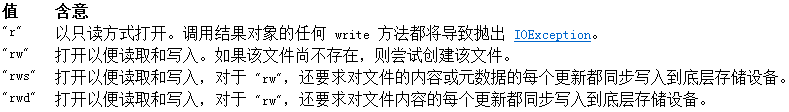 值 含意
"r" 以只读方式打开。调用结果对象的任何 write 方法都将导致抛出 IOException。
"rw" 打开以便读取和写入。如果该文件尚不存在，则尝试创建该文件。
"rws" 打开以便读取和写入，对于 "rw"，还要求对文件的内容或元数据的每个更新都同步写入到底层存储设备。
"rwd" 打开以便读取和写入，对于 "rw"，还要求对文件内容的每个更新都同步写入到底层存储设备。